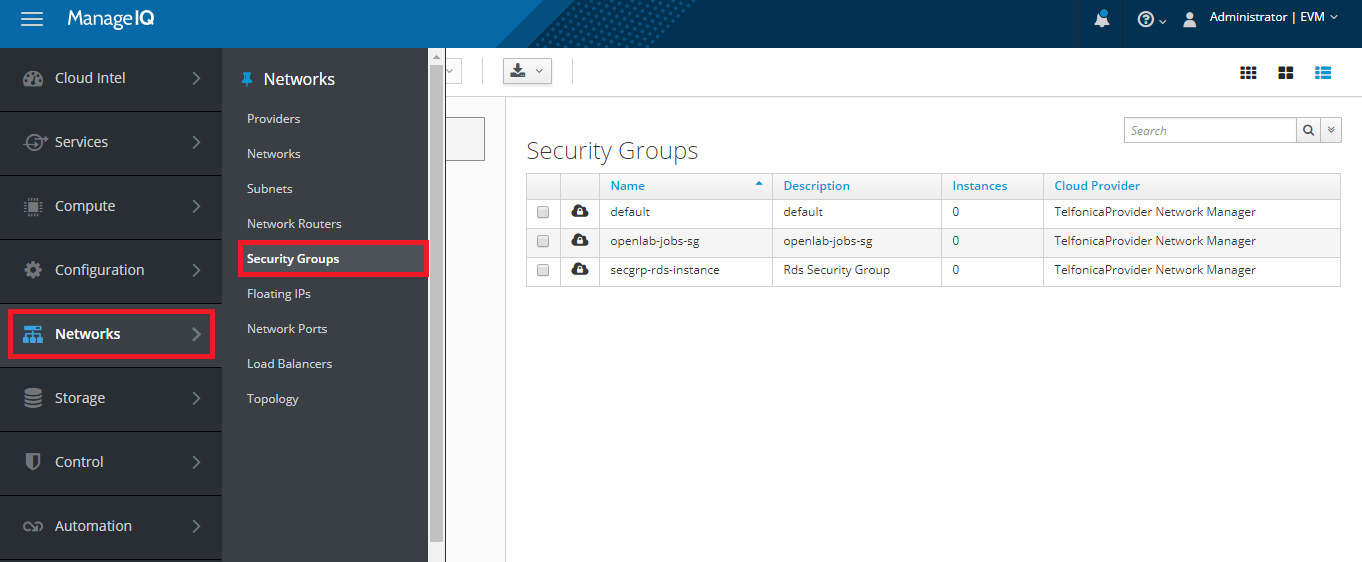 ManageIQ
Administrator | EVM
Cloud Intel
Services
Compute
Configuration
Networks
Storage
Control
Automation
Networks
Providers
Networks
Subnets
Network Routers
Security Groups
Floating IPs
Network Ports
Load Balancers
Topology
Search
Security Groups
Name Description Instances Cloud Provider
default default 0 TelfonicaProvider Network Manager
openlab-jobs-sg openlab-jobs-sg 0 TelfonicaProvider Network Manager
secgrp-rds-instance Rds Security Group 0 TelfonicaProvider Network Manager